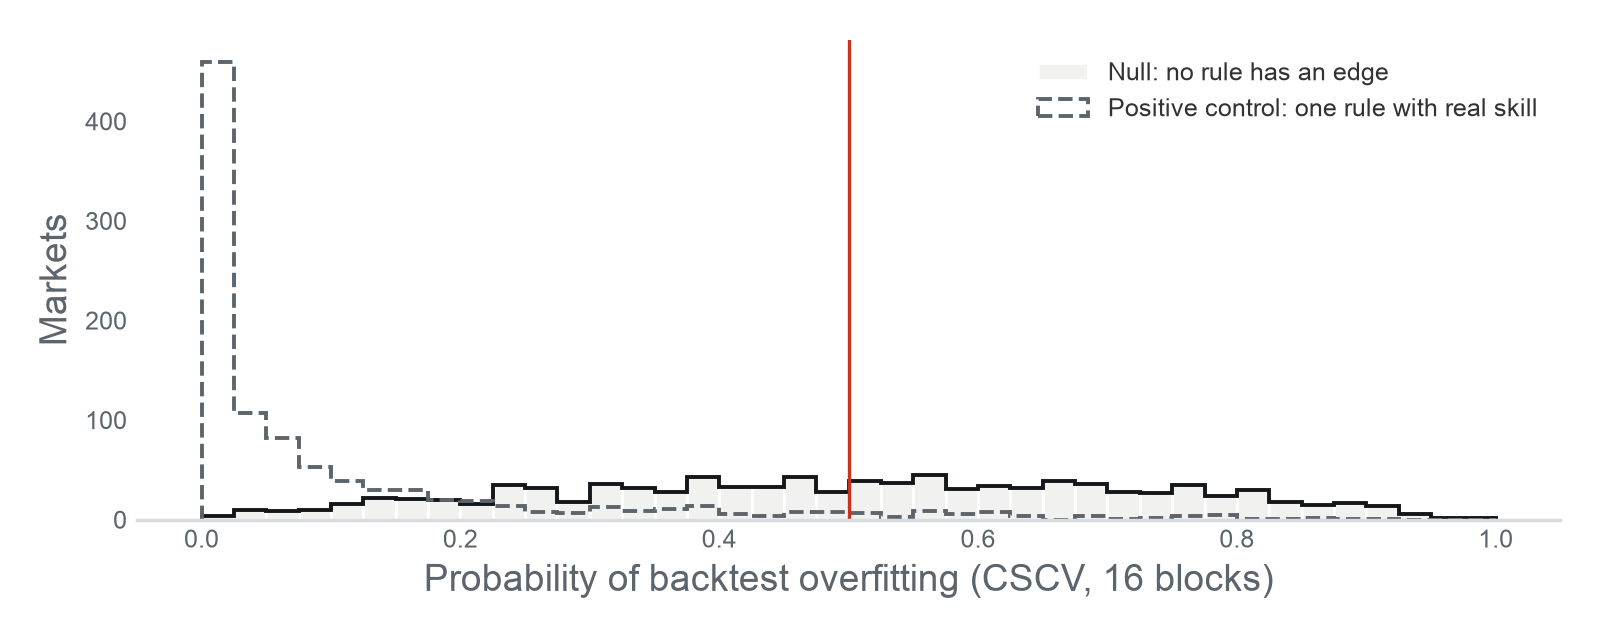 Null: no rule has an edge
Positive control: one rule with real skill
Markets
400
300
200
100
0
0.0 0.2 0.4 0.6 0.8 1.0
Probability of backtest overfitting (CSCV, 16 blocks)